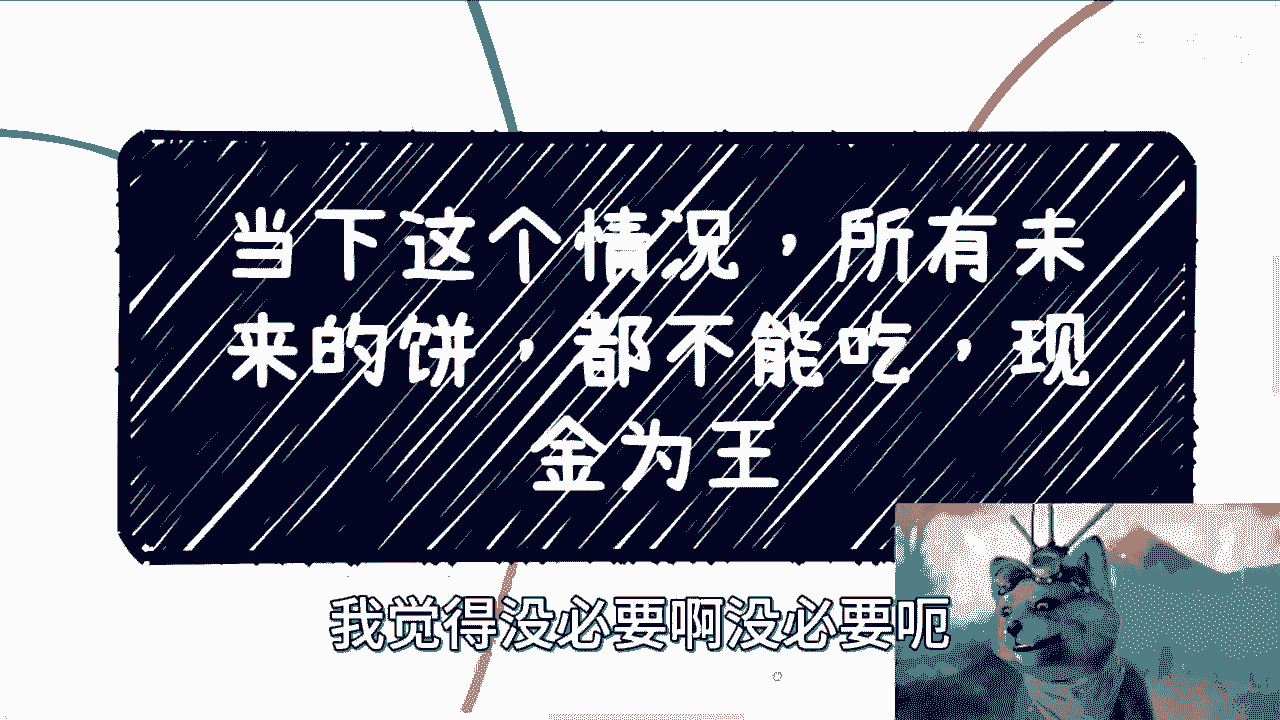 当下这个情况，所有未
来的饼，都不能吃，现
金为王
我觉得没必要啊没必要呃